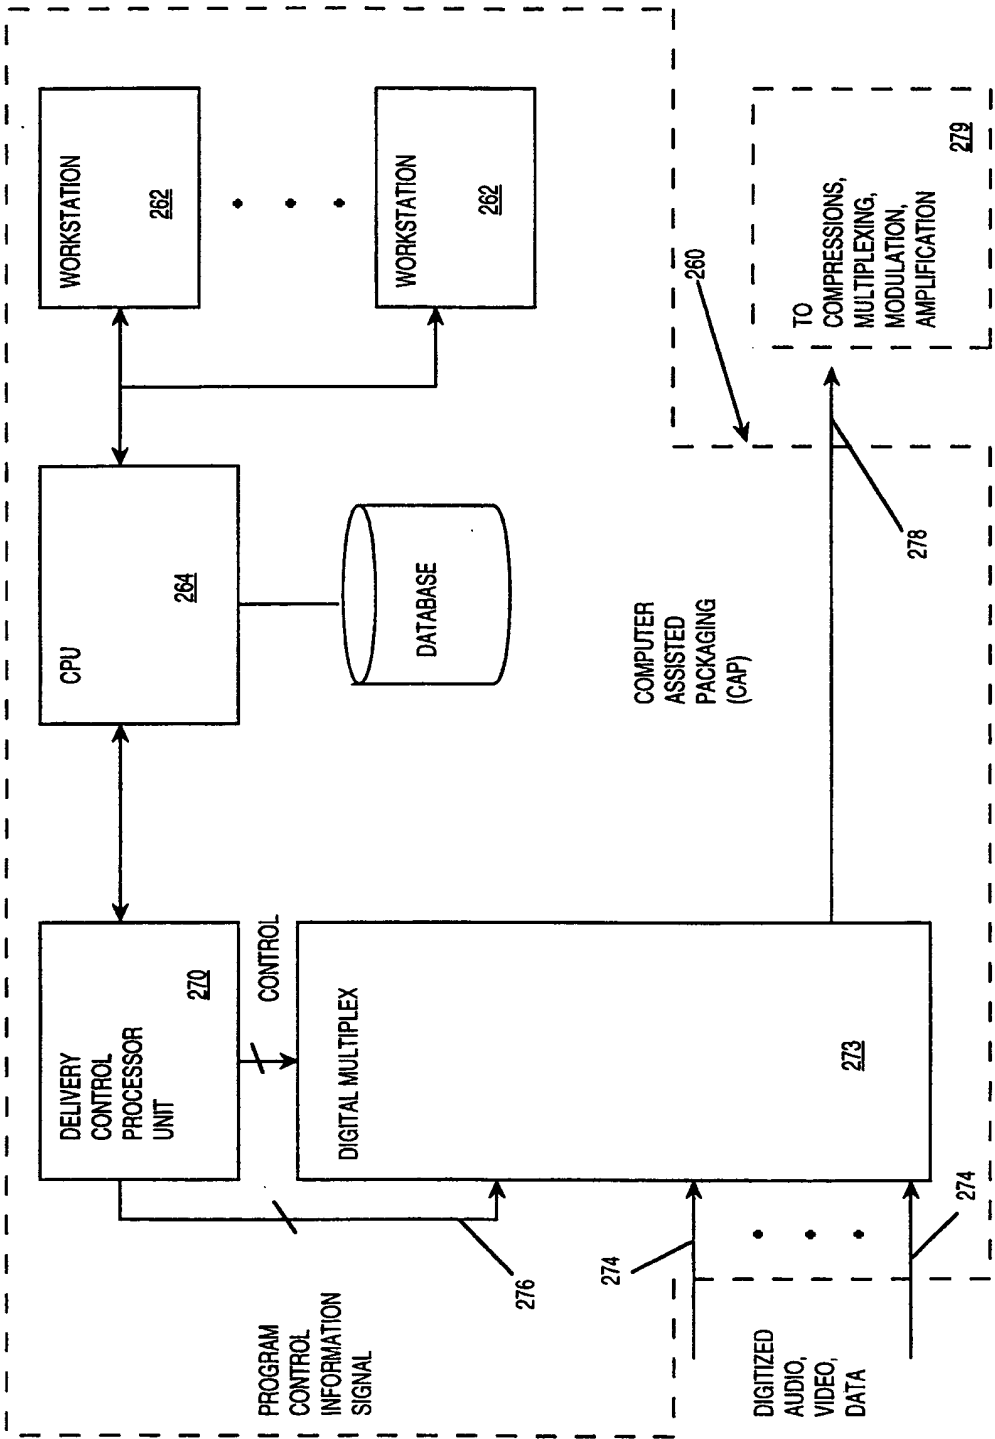 PROGRAM
CONTROL
INFORMATION
SIGNAL
276
DELIVERY
CONTROL
PROCESSOR
UNIT
270
CONTROL
CPU
264
DATABASE
WORKSTATION
262
WORKSTATION
262
DIGITIZED
AUDIO,
VIDEO,
DATA
274
274
DIGITAL MULTIPLEX
273
COMPUTER
ASSISTED
PACKAGING
(CAP)
260
278
TO
COMPRESSIONS,
MULTIPLEXING,
MODULATION,
AMPLIFICATION
279